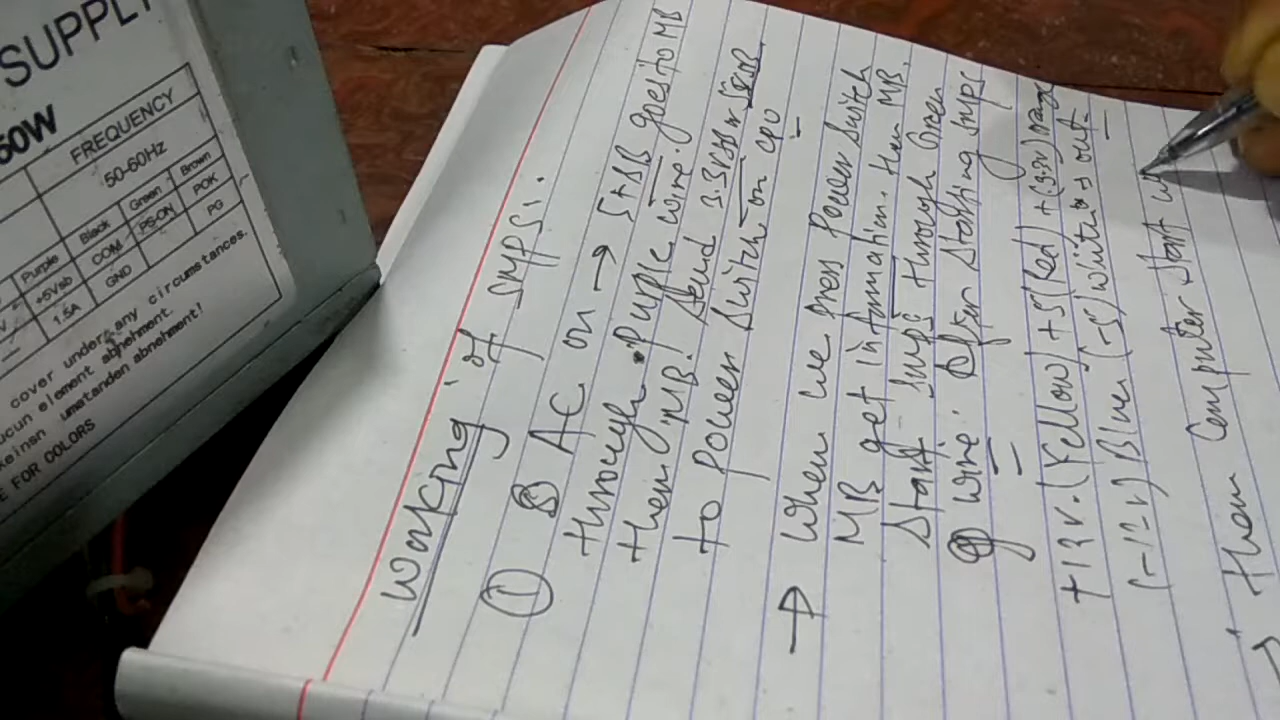 SUPPLY
50W
FREQUENCY
50-60Hz
Purple Black Green Brown
+5Vsb COM PS-ON POK
1.5A GND PG
cover under any circumstances.
element abnehment.
umstanden abnehment!
FOR COLORS
Working of SMPS.
① AC on → 5+SB goes to MB
through purple wire.
then MB. Send 3.3V
to power switch on CPU
→ When we press power switch
MB get information. then MB.
start SMPS through Green
wire. After starting SMPS
+12V. (Yellow) +5(Red) +(3.3V)
(-12V) Blue (-5) White → out
→ then Computer start